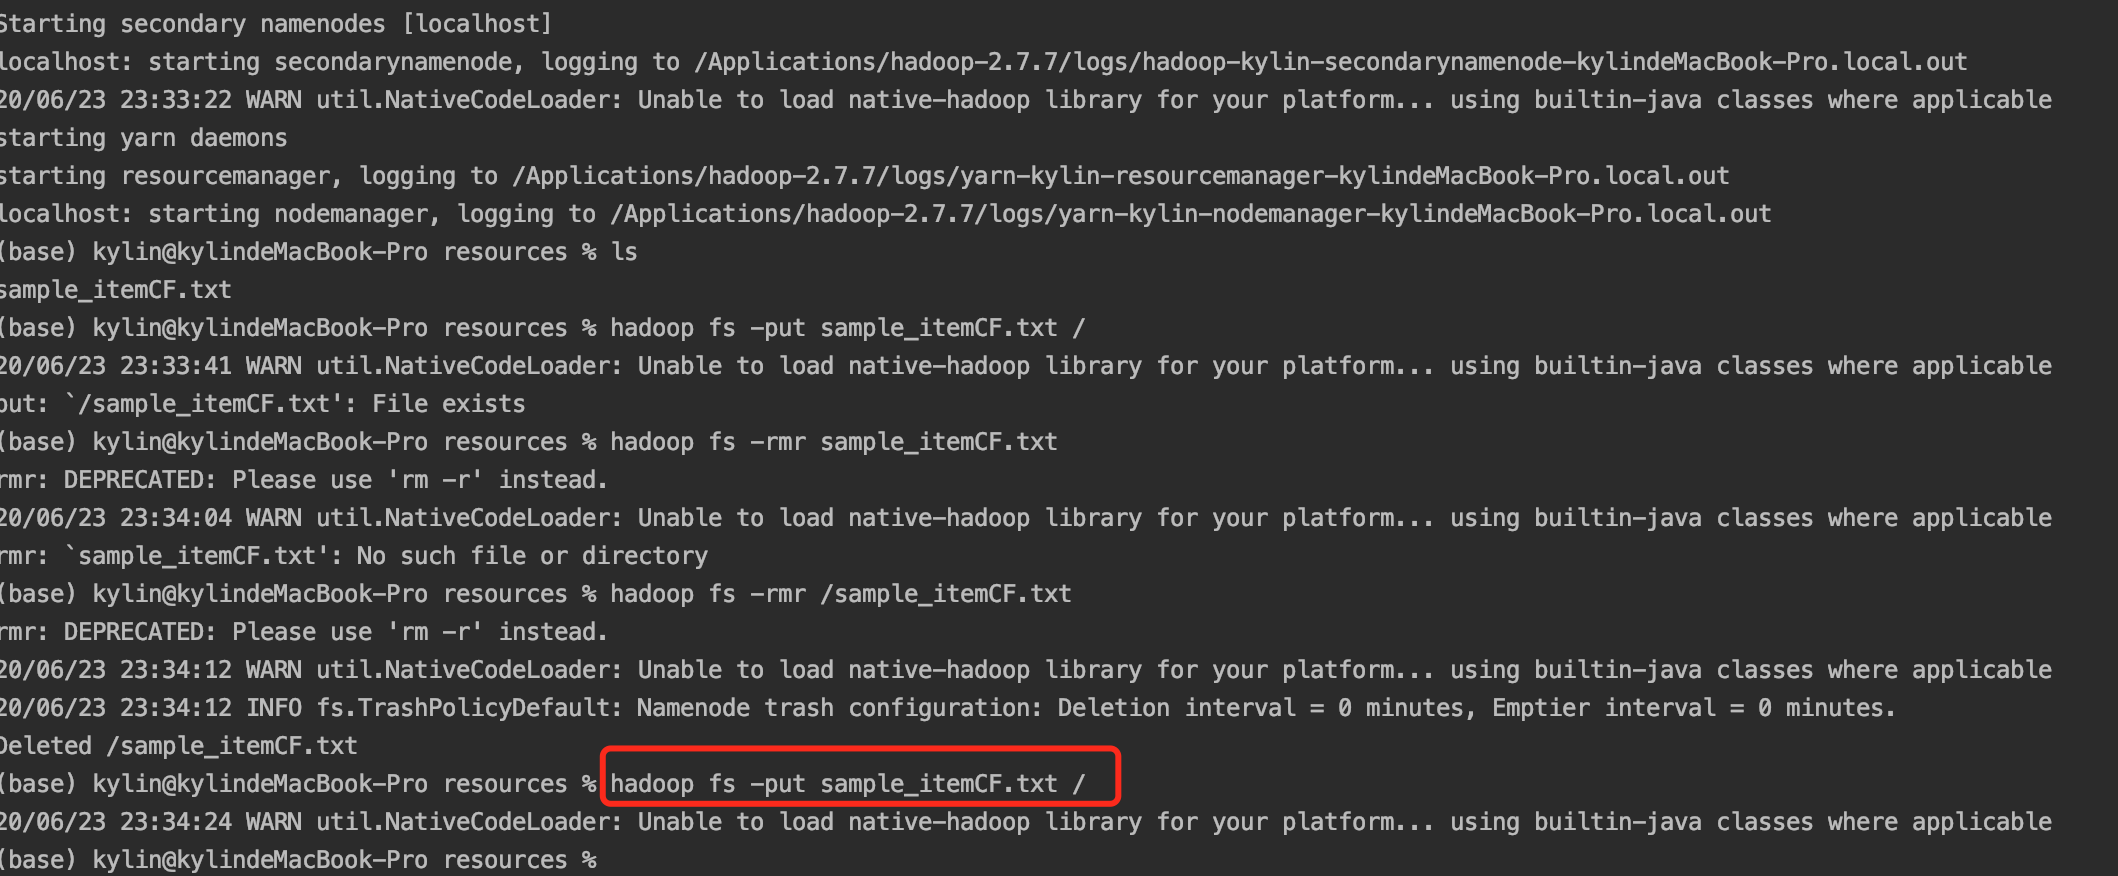 Starting secondary namenodes [localhost]
localhost: starting secondarynamenode, logging to /Applications/hadoop-2.7.7/logs/hadoop-kylin-secondarynamenode-kylindeMacBook-Pro.local.out
20/06/23 23:33:22 WARN util.NativeCodeLoader: Unable to load native-hadoop library for your platform... using builtin-java classes where applicable
starting yarn daemons
starting resourcemanager, logging to /Applications/hadoop-2.7.7/logs/yarn-kylin-resourcemanager-kylindeMacBook-Pro.local.out
localhost: starting nodemanager, logging to /Applications/hadoop-2.7.7/logs/yarn-kylin-nodemanager-kylindeMacBook-Pro.local.out
(base) kylin@kylindeMacBook-Pro resources % ls
sample_itemCF.txt
(base) kylin@kylindeMacBook-Pro resources % hadoop fs -put sample_itemCF.txt /
20/06/23 23:33:41 WARN util.NativeCodeLoader: Unable to load native-hadoop library for your platform... using builtin-java classes where applicable
put: `/sample_itemCF.txt': File exists
(base) kylin@kylindeMacBook-Pro resources % hadoop fs -rmr sample_itemCF.txt
rmr: DEPRECATED: Please use 'rm -r' instead.
20/06/23 23:34:04 WARN util.NativeCodeLoader: Unable to load native-hadoop library for your platform... using builtin-java classes where applicable
rmr: `sample_itemCF.txt': No such file or directory
(base) kylin@kylindeMacBook-Pro resources % hadoop fs -rmr /sample_itemCF.txt
rmr: DEPRECATED: Please use 'rm -r' instead.
20/06/23 23:34:12 WARN util.NativeCodeLoader: Unable to load native-hadoop library for your platform... using builtin-java classes where applicable
20/06/23 23:34:12 INFO fs.TrashPolicyDefault: Namenode trash configuration: Deletion interval = 0 minutes, Emptier interval = 0 minutes.
Deleted /sample_itemCF.txt
(base) kylin@kylindeMacBook-Pro resources % hadoop fs -put sample_itemCF.txt /
20/06/23 23:34:24 WARN util.NativeCodeLoader: Unable to load native-hadoop library for your platform... using builtin-java classes where applicable
(base) kylin@kylindeMacBook-Pro resources %